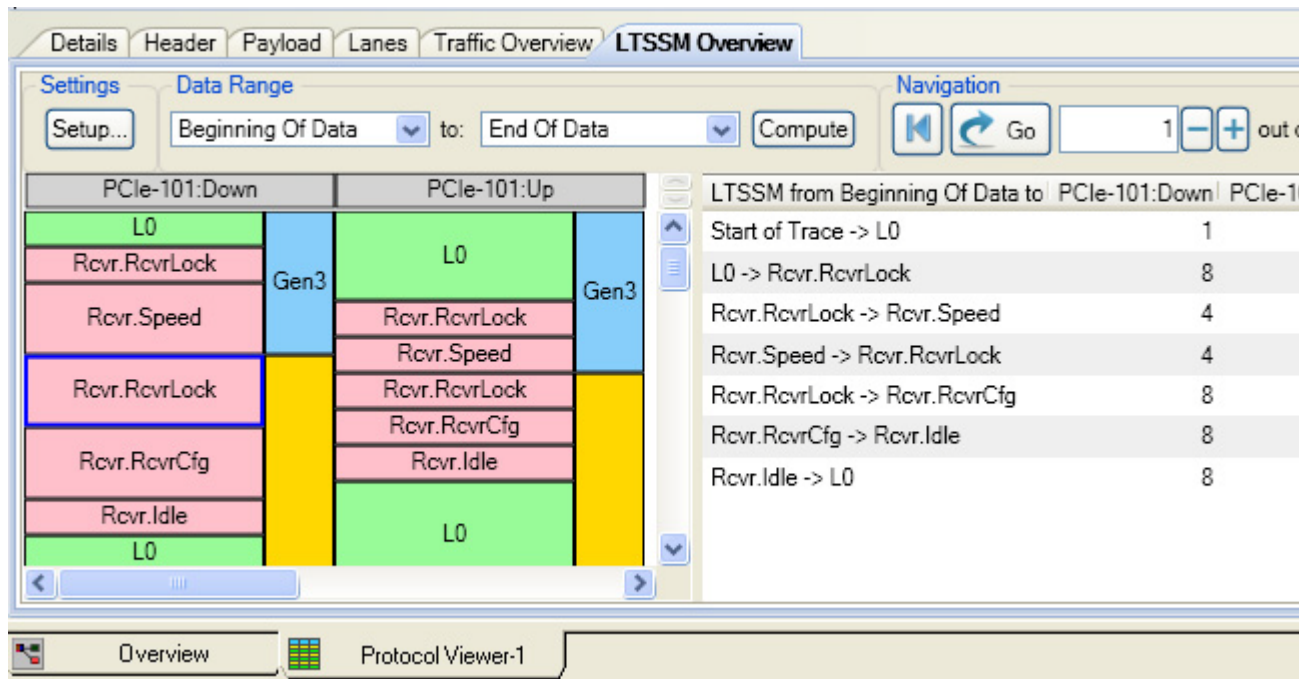 Details Header Payload Lanes Traffic Overview LTSSM Overview
Settings Data Range Navigation
Setup... Beginning Of Data to: End Of Data Compute Go 1 out
PCIe-101:Down PCIe-101:Up
L0
Rcvr.RcvrLock
Rcvr.Speed
Rcvr.RcvrLock
Rcvr.RcvrCfg
Rcvr.Idle
L0
Gen3
L0
Rcvr.RcvrLock
Rcvr.Speed
Rcvr.RcvrLock
Rcvr.RcvrCfg
Rcvr.Idle
L0
Gen3
LTSSM from Beginning Of Data to PCIe-101:Down PCIe-1
Start of Trace -> L0 1
L0 -> Rcvr.RcvrLock 8
Rcvr.RcvrLock -> Rcvr.Speed 4
Rcvr.Speed -> Rcvr.RcvrLock 4
Rcvr.RcvrLock -> Rcvr.RcvrCfg 8
Rcvr.RcvrCfg -> Rcvr.Idle 8
Rcvr.Idle -> L0 8
Overview Protocol Viewer-1